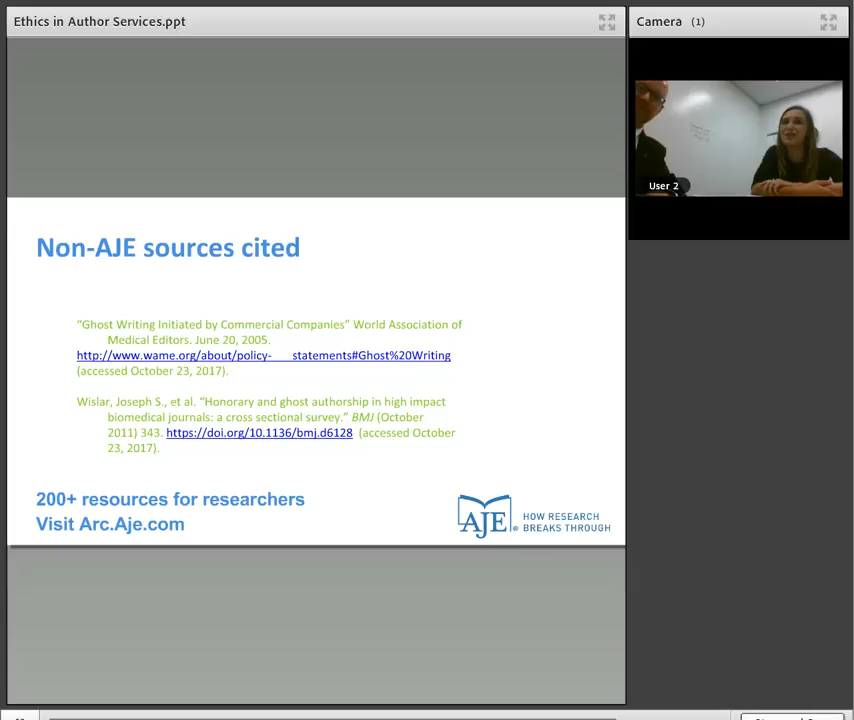 Ethics in Author Services.ppt
Camera (1)
User 2
Non-AJE sources cited
“Ghost Writing Initiated by Commercial Companies” World Association of
Medical Editors. June 20, 2005.
http://www.wame.org/about/policy- statements#Ghost%20Writing
(accessed October 23, 2017).
Wislar, Joseph S., et al. “Honorary and ghost authorship in high impact
biomedical journals: a cross sectional survey.” BMJ (October
2011) 343. https://doi.org/10.1136/bmj.d6128 (accessed October
23, 2017).
200+ resources for researchers
Visit Arc.Aje.com
AJE®
HOW RESEARCH
BREAKS THROUGH